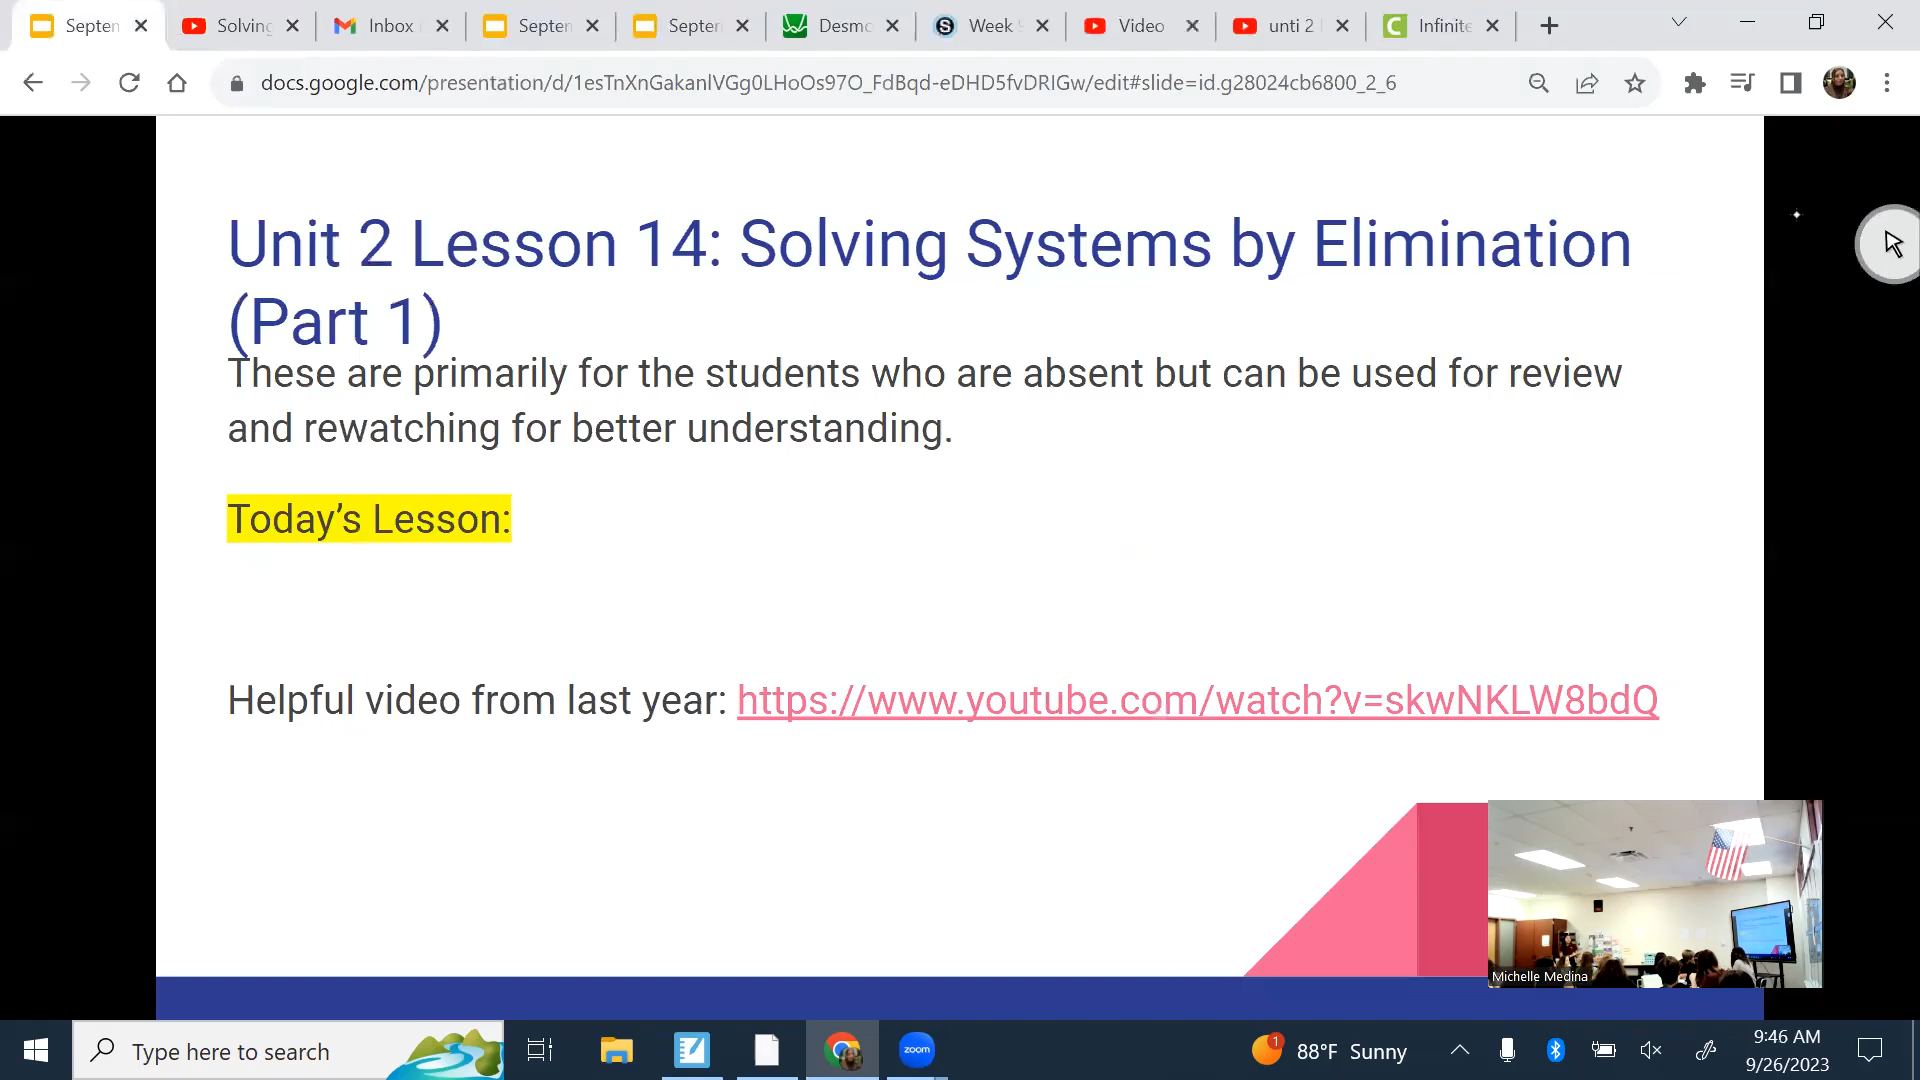 Septen
Solving
Inbox
Septen
Septen
Desmo
Week 9
Video
unti 2
Infinite
docs.google.com/presentation/d/1esTnXnGakanlVGg0LHoOs97O_FdBqd-eDHD5fvDRIGw/edit#slide=id.g28024cb6800_2_6
Unit 2 Lesson 14: Solving Systems by Elimination
(Part 1)
These are primarily for the students who are absent but can be used for review
and rewatching for better understanding.
Today's Lesson:
Helpful video from last year: https://www.youtube.com/watch?v=skwNKLW8bdQ
Michelle Medina
Type here to search
zoom
1
88°F Sunny
9:46 AM
9/26/2023